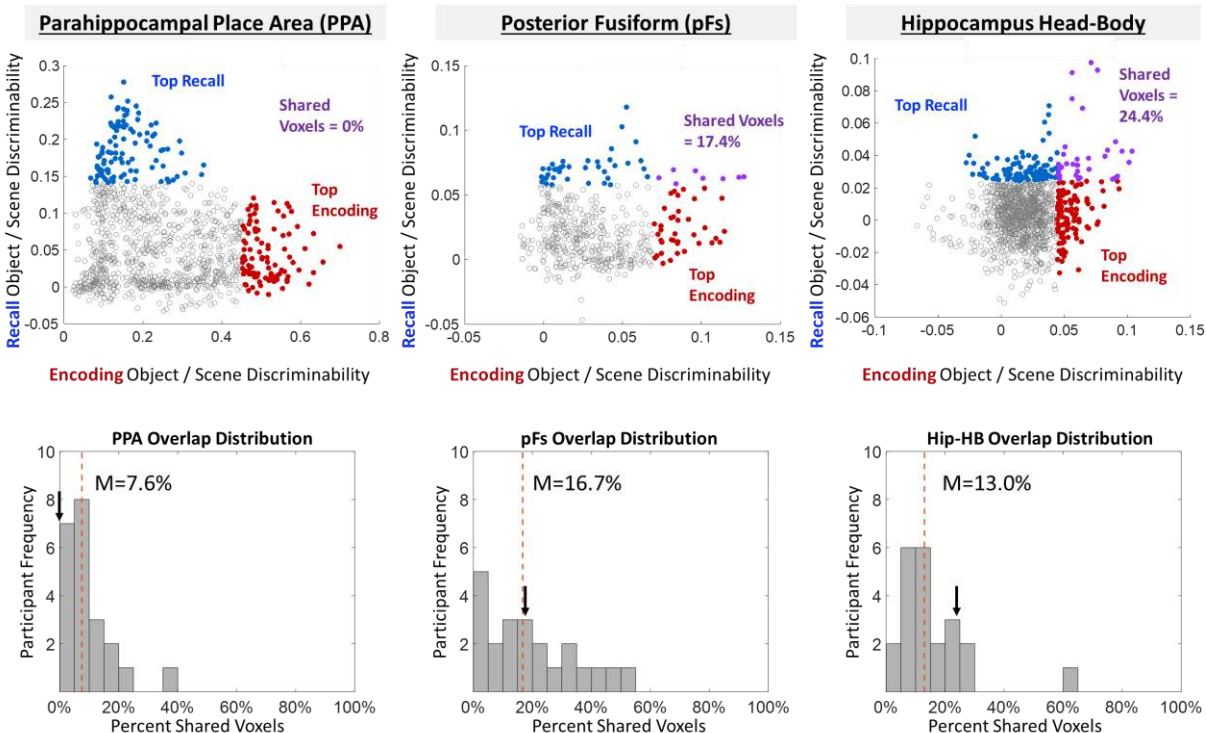 Parahippocampal Place Area (PPA)
Recall Object / Scene Discriminability
0.3
0.25
0.2
0.15
0.1
0.05
0
-0.05
Top Recall
Shared
Voxels = 0%
Top
Encoding
0
0.2
0.4
0.6
0.8
Encoding Object / Scene Discriminability
Posterior Fusiform (pFs)
Recall Object / Scene Discriminability
0.15
0.1
0.05
0
0.05
Top Recall
Shared Voxels
= 17.4%
Top
Encoding
-0.05
0
0.05
0.1
0.15
Encoding Object / Scene Discriminability
Hippocampus Head-Body
Recall Object / Scene Discriminability
0.1
0.08
0.06
0.04
0.02
0
-0.02
-0.04
-0.06
Top Recall
Shared
Voxels =
24.4%
Top
Encoding
-0.1
-0.05
0
0.05
0.1
0.15
Encoding Object / Scene Discriminability
PPA Overlap Distribution
Participant Frequency
10
8
6
4
2
M=7.6%
0%
20%
40%
60%
80%
100%
Percent Shared Voxels
pFs Overlap Distribution
Participant Frequency
10
8
6
4
2
M=16.7%
0%
20%
40%
60%
80%
100%
Percent Shared Voxels
Hip-HB Overlap Distribution
Participant Frequency
10
8
6
4
2
M=13.0%
0%
20%
40%
60%
80%
100%
Percent Shared Voxels